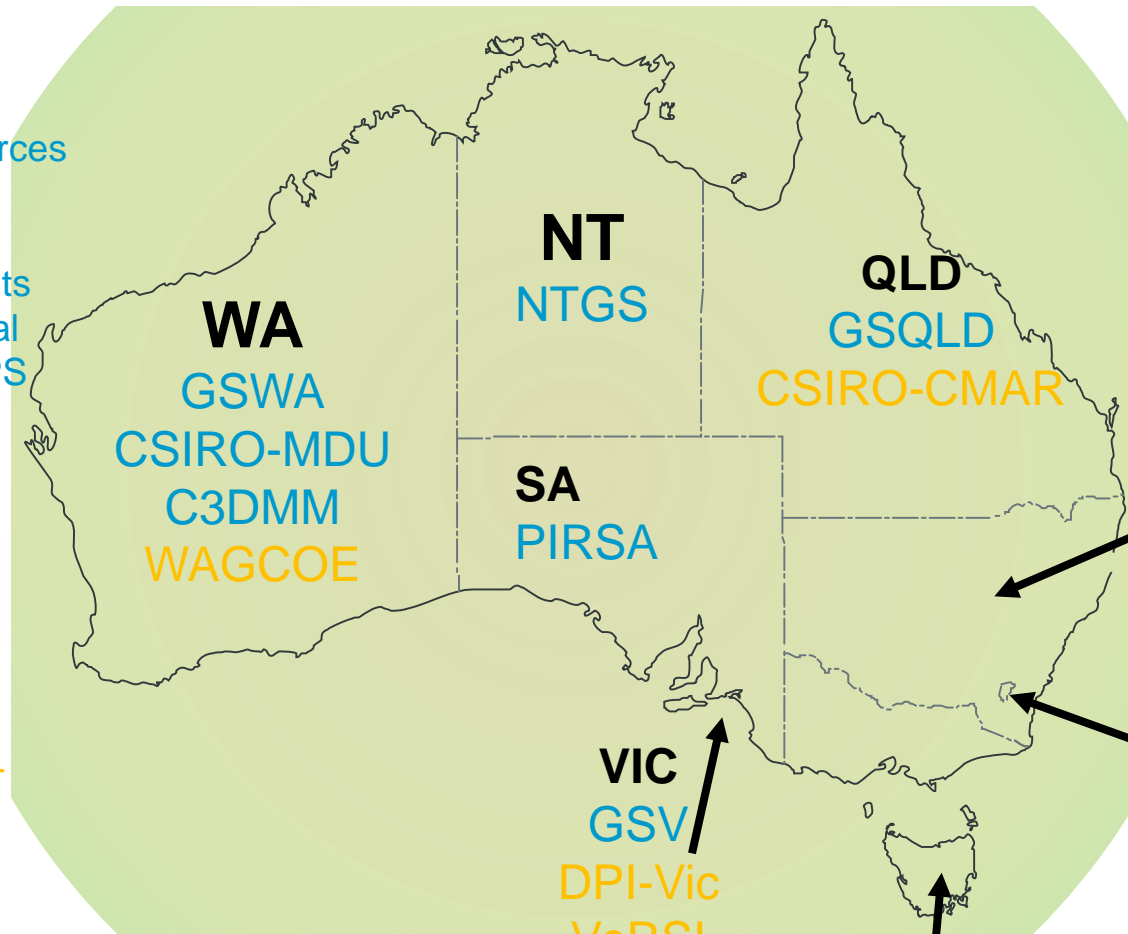 NT
NTGS
QLD
GSQLD
CSIRO-CMAR
WA
GSWA
CSIRO-MDU
C3DMM
WAGCOE
SA
PIRSA
VIC
GSV
DPI-Vic